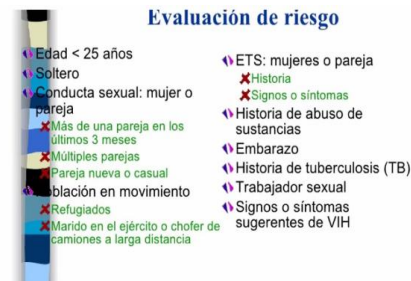 Evaluación de riesgo
Edad < 25 años
Soltero
Conducta sexual: mujer o
pareja
Más de una pareja en los
últimos 3 meses
Múltiples parejas
Pareja nueva o casual
Población en movimiento
Refugiados
Marido en el ejército o chofer de
camiones a larga distancia
ETS: mujeres o pareja
Historia
Signos o síntomas
Historia de abuso de
sustancias
Embarazo
Historia de tuberculosis (TB)
Trabajador sexual
Signos o síntomas
sugerentes de VIH